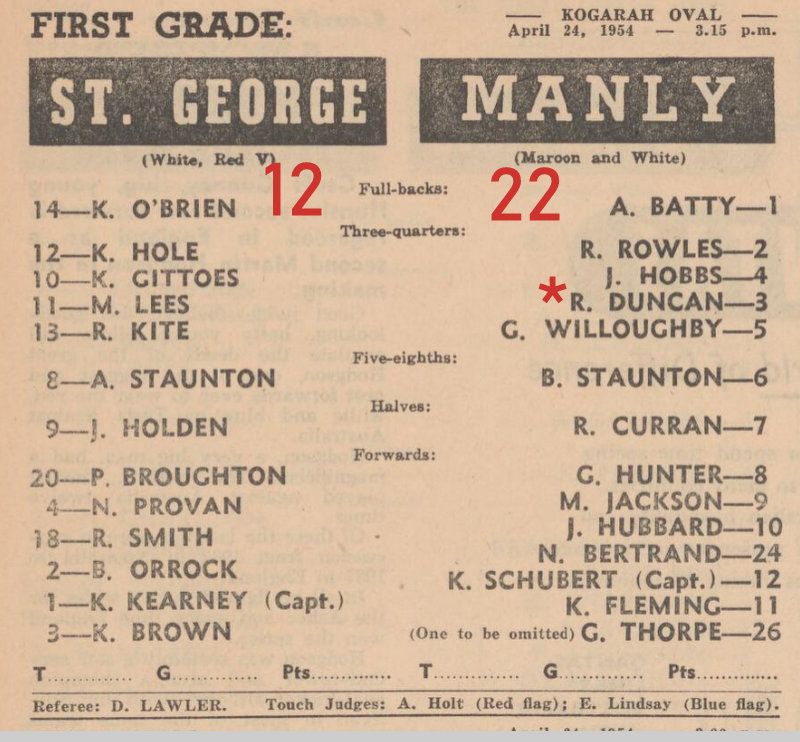 FIRST GRADE:
KOGARAH OVAL
April 24, 1954 — 3.15 p.m.
ST. GEORGE MANLY
(White, Red V) (Maroon and White)
12 22
Full-backs:
14—K. O'BRIEN A. BATTY—1
Three-quarters:
12—K. HOLE R. ROWLES—2
10—K. GITTOES J. HOBBS—4
11—M. LEES *R. DUNCAN—3
13—R. KITE G. WILLOUGHBY—5
Five-eighths:
8—A. STAUNTON B. STAUNTON—6
Halves:
9—J. HOLDEN R. CURRAN—7
Forwards:
20—P. BROUGHTON G. HUNTER—8
4—N. PROVAN M. JACKSON—9
18—R. SMITH J. HUBBARD—10
2—B. ORROCK N. BERTRAND—24
1—K. KEARNEY (Capt.) K. SCHUBERT (Capt.)—12
3—K. BROWN K. FLEMING—11
(One to be omitted) G. THORPE—26
T.............. G.............. Pts.............. T.............. G.............. Pts..............
Referee: D. LAWLER. Touch Judges: A. Holt (Red flag); E. Lindsay (Blue flag).